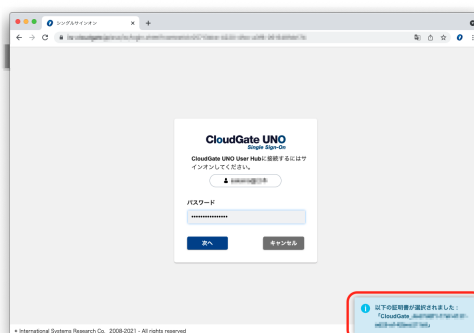 シングルサインオン
CloudGate UNO
Single Sign-On
CloudGate UNO User Hubに接続するにはサ
インオンしてください。
パスワード
次へ キャンセル
以下の証明書が選択されました：
「CloudGate_
• International Systems Research Co. 2008-2021 - All rights reserved